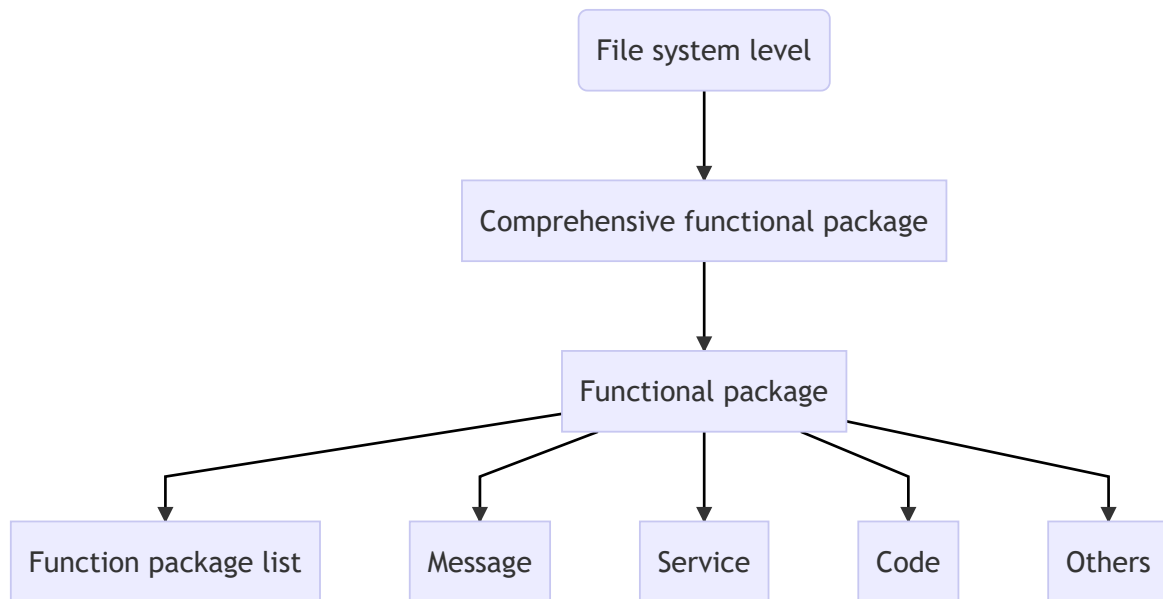 File system level
Comprehensive functional package
Functional package
Function package list
Message
Service
Code
Others